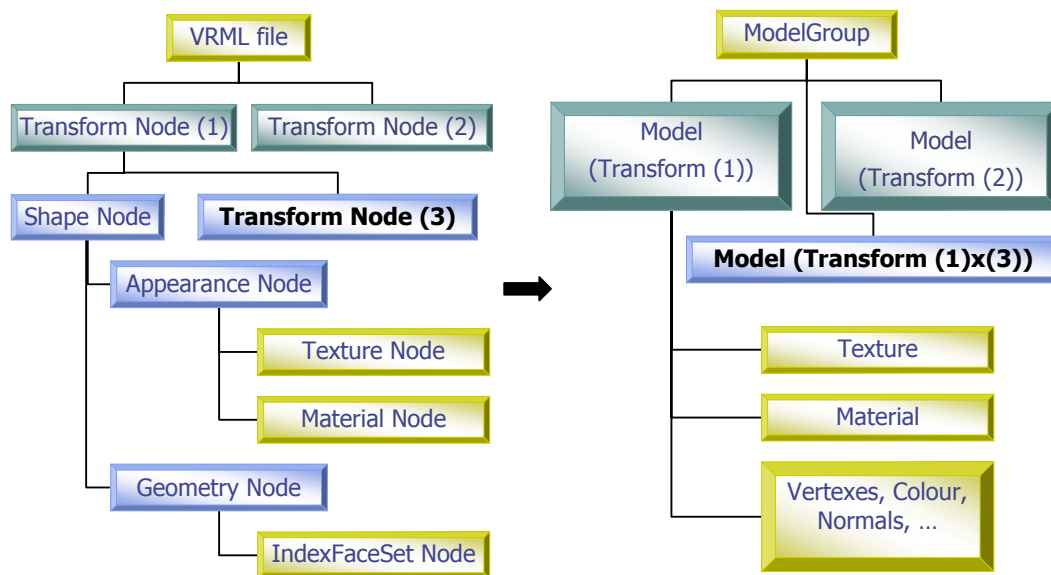 VRML file
Transform Node (1)
Transform Node (2)
Shape Node
Transform Node (3)
Appearance Node
Texture Node
Material Node
Geometry Node
IndexFaceSet Node
ModelGroup
Model
(Transform (1))
Model
(Transform (2))
Model (Transform (1)x(3))
Texture
Material
Vertexes, Colour,
Normals, ...